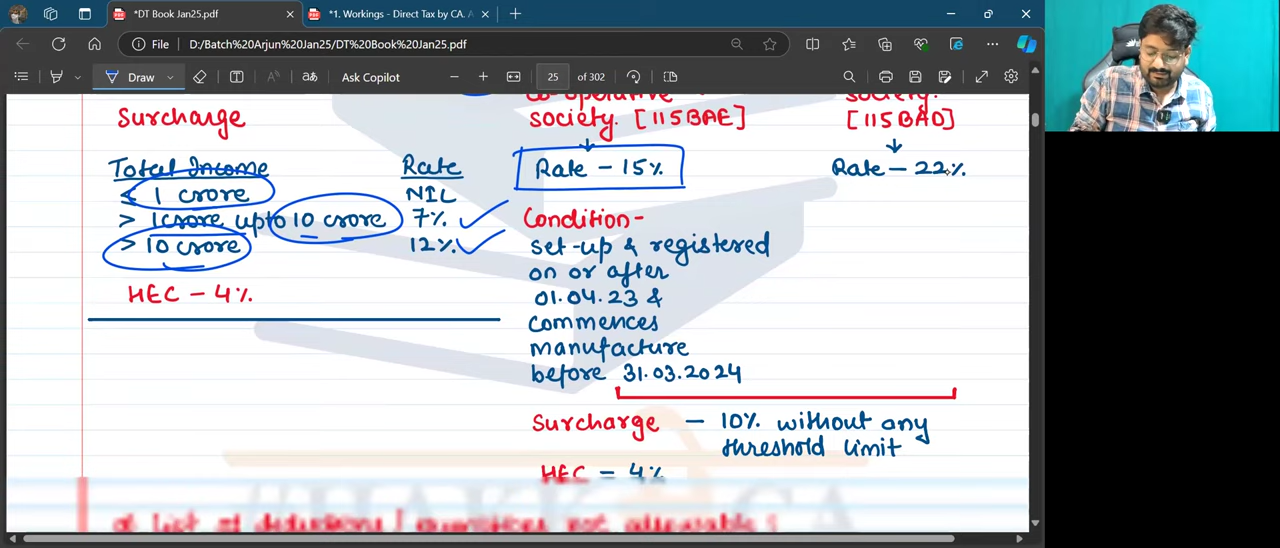 *DT Book Jan25.pdf
*1. Workings - Direct Tax by CA. A
File
D:/Batch%20Arjun%20Jan25/DT%20Book%20Jan25.pdf
Draw
Ask Copilot
25 of 302
Surcharge
Total Income Rate
< 1 crore NIL
> 1 crore upto 10 crore 7%
> 10 crore 12%
HEC - 4%
co-operative
society. [115BAE]
Rate - 15%
Condition-
set-up & registered
on or after
01.04.23 &
commences
manufacture
before 31.03.2024
society.
[115BAD]
Rate - 22%
Surcharge - 10% without any
threshold limit
HEC = 4%